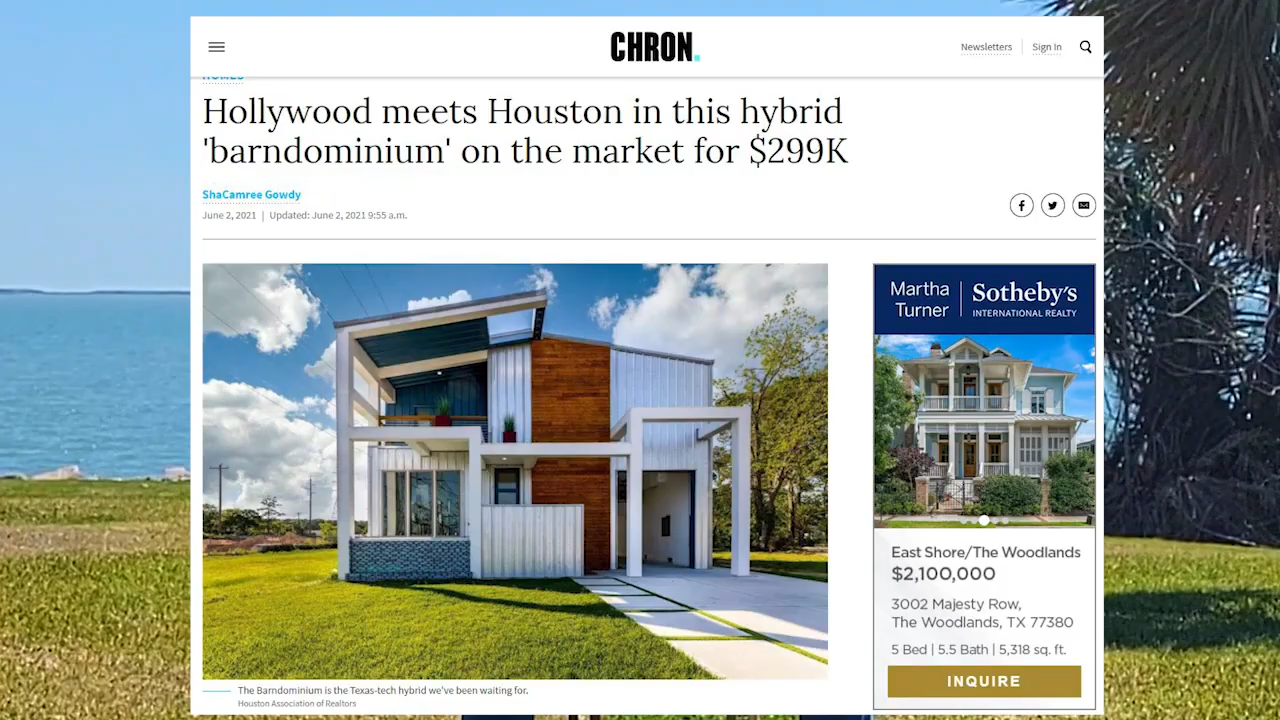 CHRON.
Newsletters
Sign In
HOMES
Hollywood meets Houston in this hybrid
'barndominium' on the market for $299K
ShaCamree Gowdy
June 2, 2021 | Updated: June 2, 2021 9:55 a.m.
The Barndominium is the Texas-tech hybrid we've been waiting for.
Houston Association of Realtors
Martha Turner | Sotheby's
INTERNATIONAL REALTY
East Shore/The Woodlands
$2,100,000
3002 Majesty Row,
The Woodlands, TX 77380
5 Bed | 5.5 Bath | 5,318 sq. ft.
INQUIRE